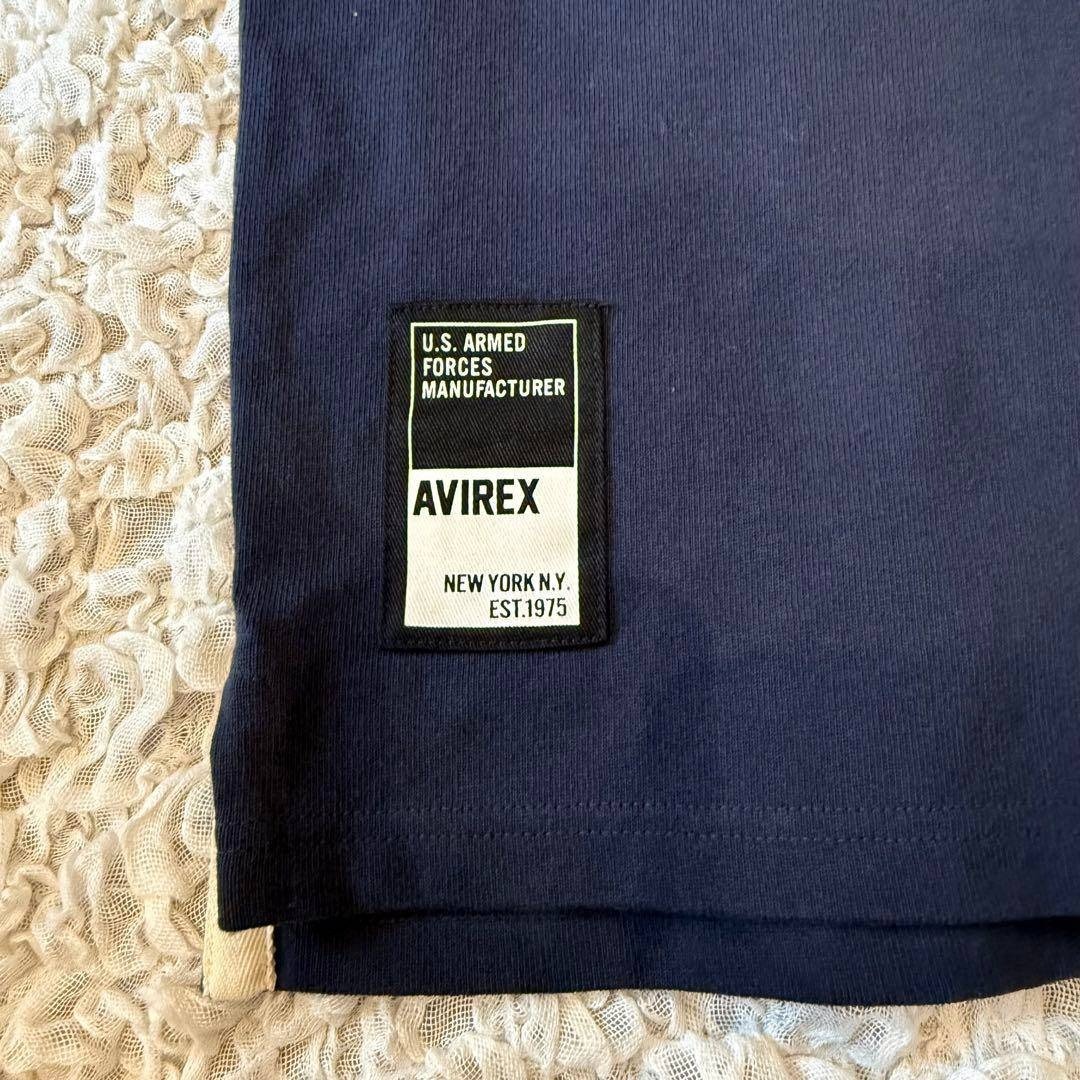 U.S. ARMED
FORCES
MANUFACTURER
AVIREX
NEW YORK N.Y.
EST.1975